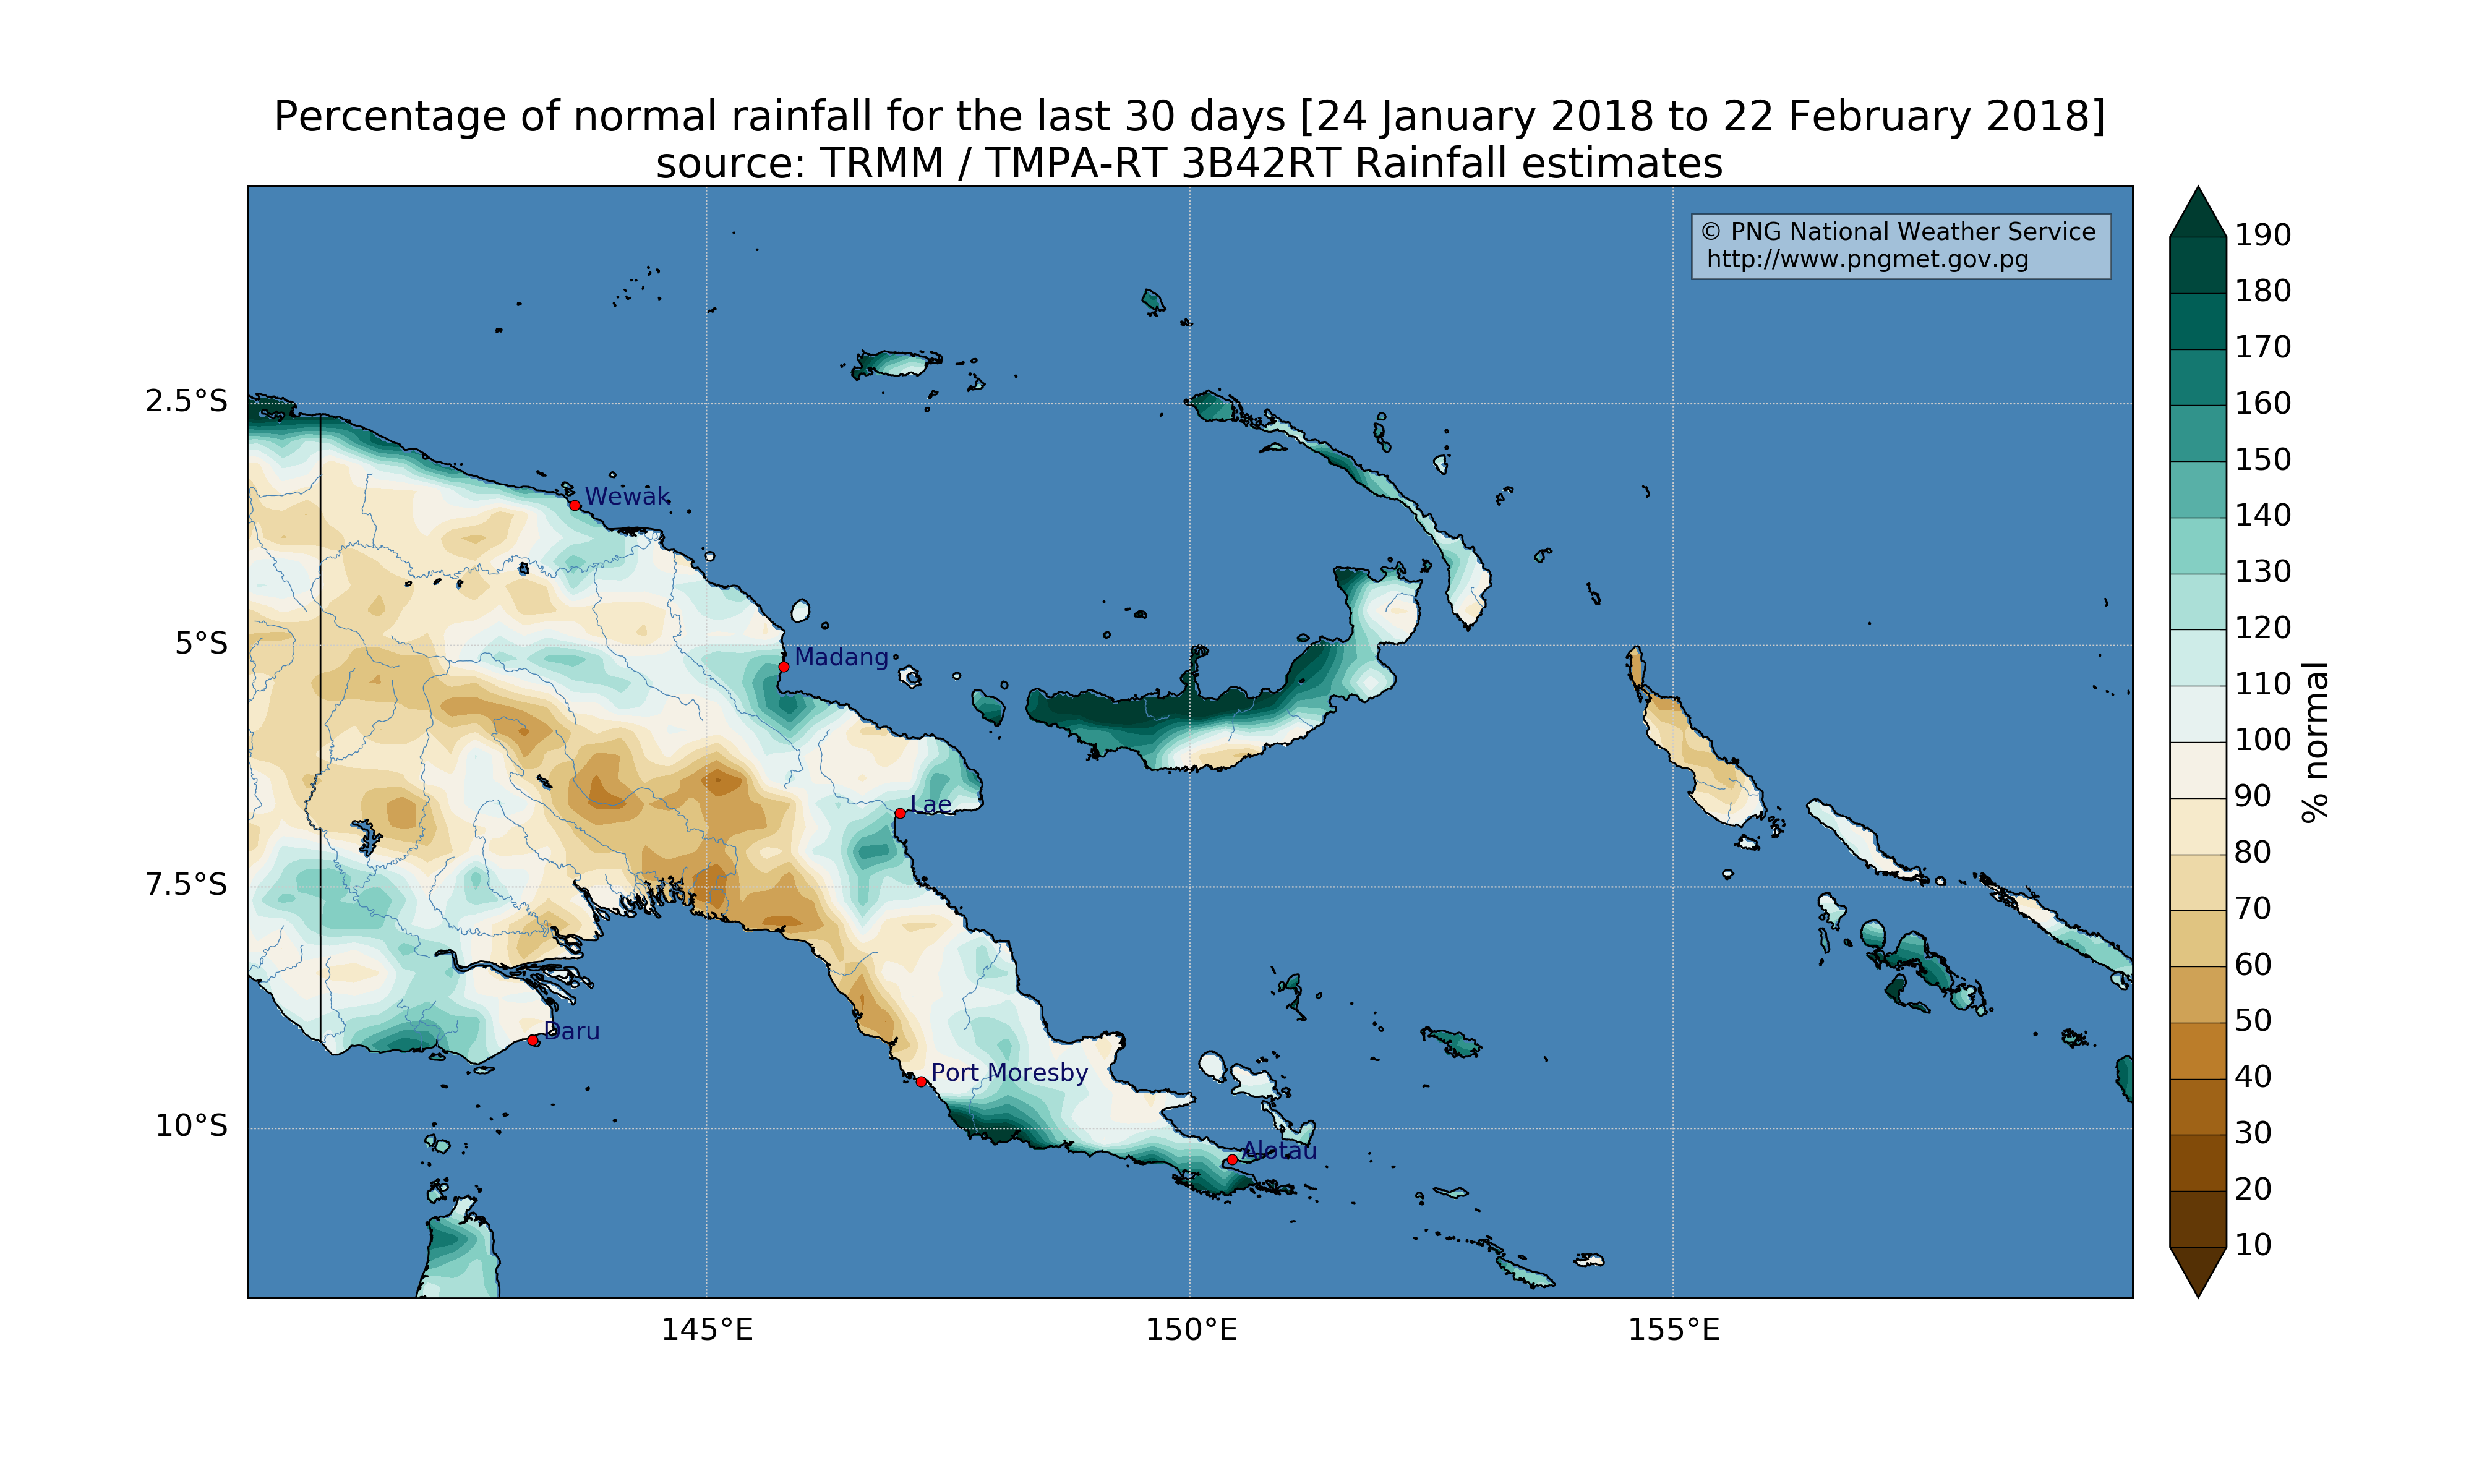 Percentage of normal rainfall for the last 30 days [24 January 2018 to 22 February 2018]
source: TRMM / TMPA-RT 3B42RT Rainfall estimates
© PNG National Weather Service
http://www.pngmet.gov.pg
190
180
170
160
150
140
130
120
110
100
90
80
70
60
50
40
30
20
10
% normal
2.5°S
5°S
7.5°S
10°S
Wewak
Madang
Lae
Daru
Port Moresby
Alotau
145°E
150°E
155°E